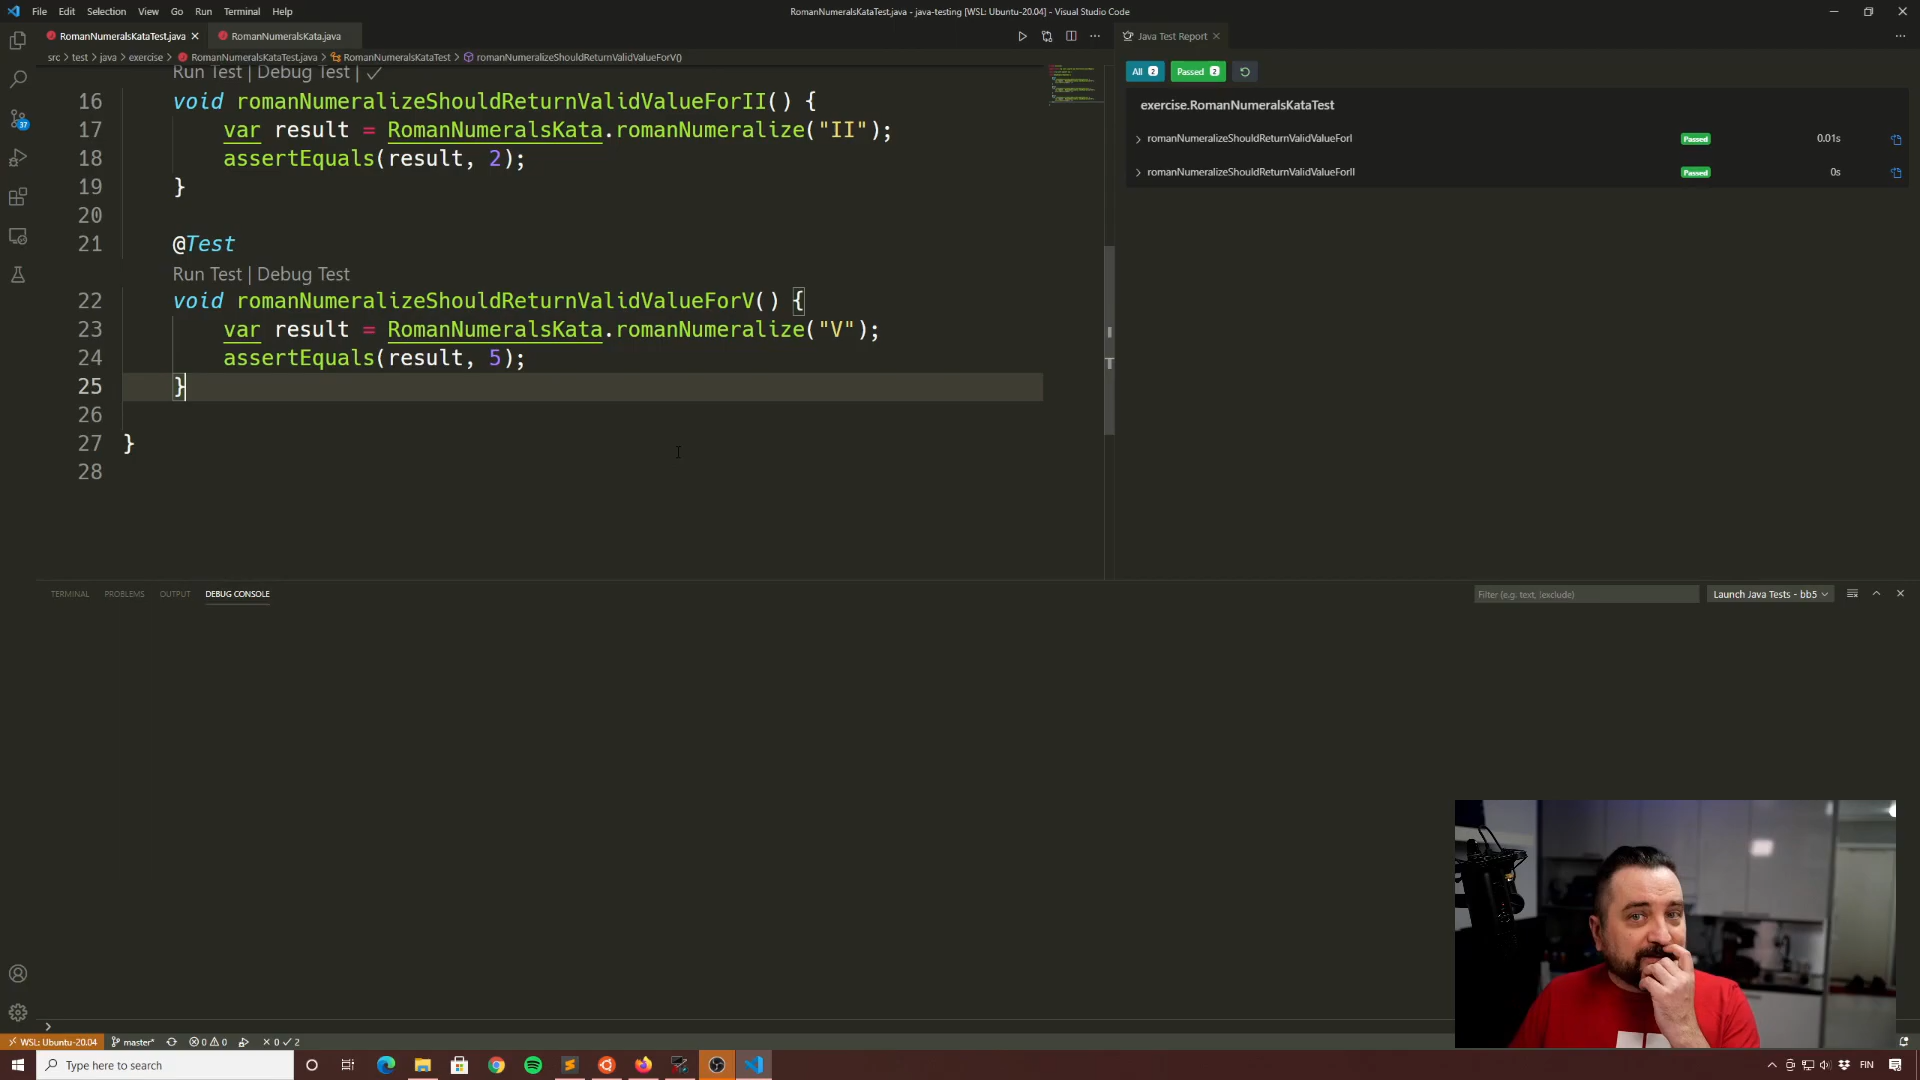 File Edit Selection View Go Run Terminal Help
RomanNumeralsKataTest.java - java-testing [WSL: Ubuntu-20.04] - Visual Studio Code
RomanNumeralsKataTest.java
RomanNumeralsKata.java
Java Test Report
src > test > java > exercise > RomanNumeralsKataTest.java > RomanNumeralsKataTest > romanNumeralizeShouldReturnValidValueForV()
Run Test | Debug Test |
16 void romanNumeralizeShouldReturnValidValueForII() {
17 var result = RomanNumeralsKata.romanNumeralize("II");
18 assertEquals(result, 2);
19 }
20
21 @Test
Run Test | Debug Test
22 void romanNumeralizeShouldReturnValidValueForV() {
23 var result = RomanNumeralsKata.romanNumeralize("V");
24 assertEquals(result, 5);
25 }
26
27 }
28
All 2 Passed 2
exercise.RomanNumeralsKataTest
romanNumeralizeShouldReturnValidValueForI Passed 0.01s
romanNumeralizeShouldReturnValidValueForII Passed 0s
37
TERMINAL PROBLEMS OUTPUT DEBUG CONSOLE
Filter (e.g. text, !exclude)
Launch Java Tests - bb5
WSL: Ubuntu-20.04 master* 0 0 0 2
Type here to search
FIN